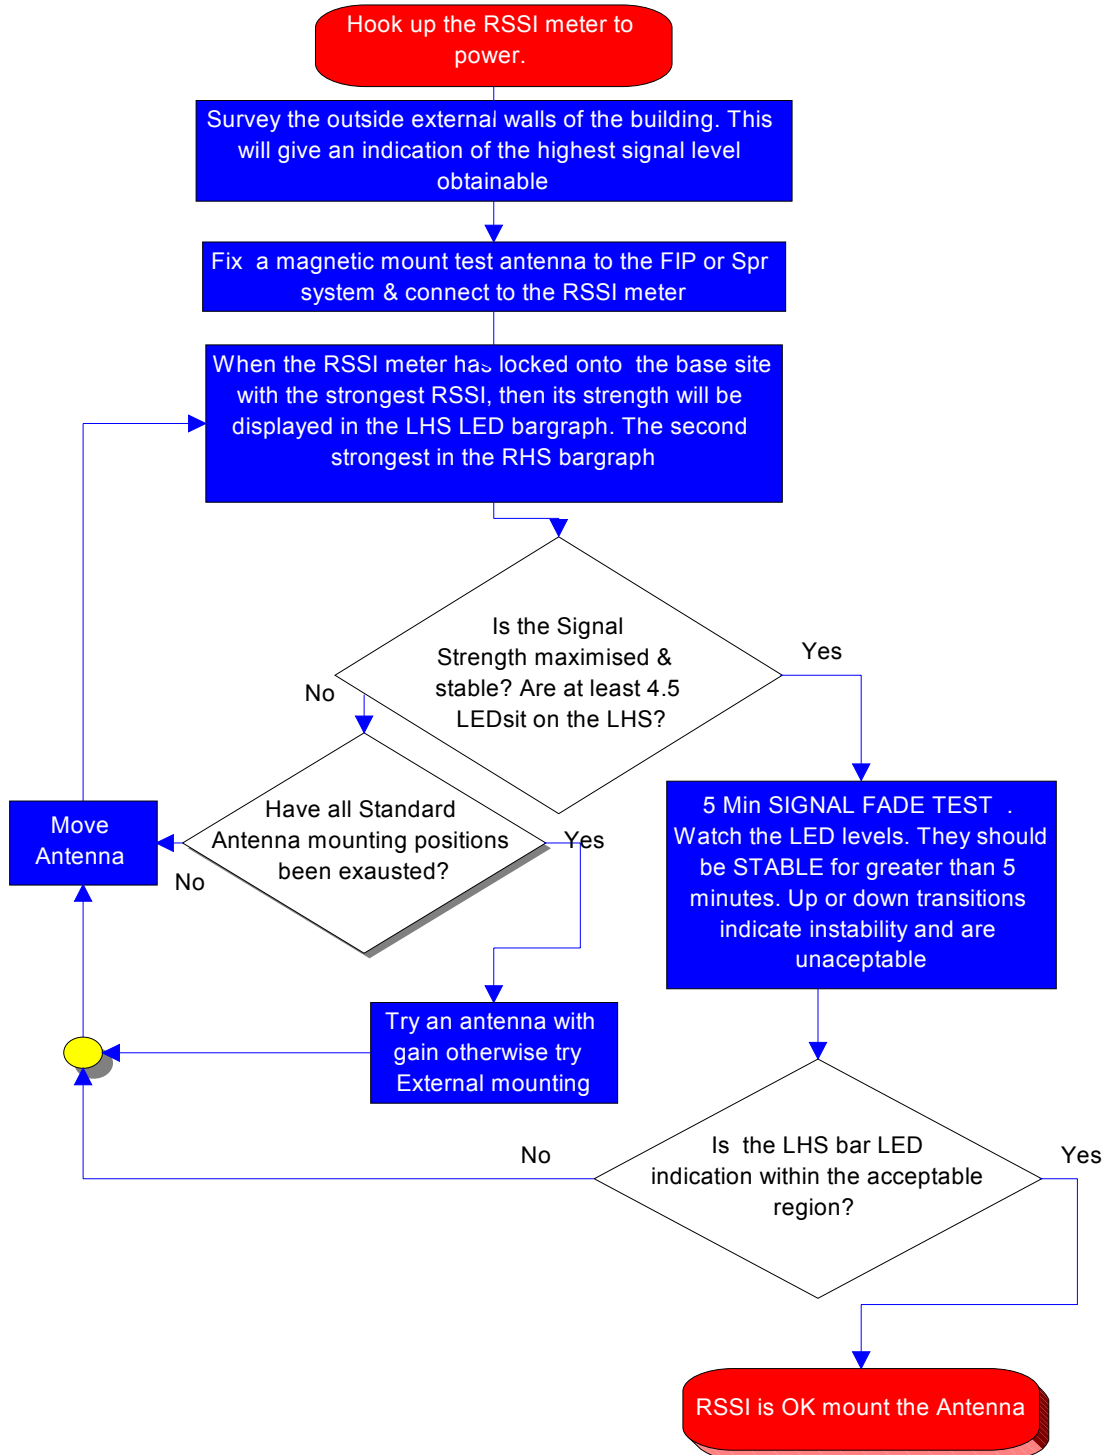 Hook up the RSSI meter to
power.
Survey the outside external walls of the building. This
will give an indication of the highest signal level
obtainable
Fix a magnetic mount test antenna to the FIP or Spr
system & connect to the RSSI meter
When the RSSI meter has locked onto the base site
with the strongest RSSI, then its strength will be
displayed in the LHS LED bargraph. The second
strongest in the RHS bargraph
Is the Signal
Strength maximised &
stable? Are at least 4.5
LEDsit on the LHS?
Yes
No
Have all Standard
Antenna mounting positions
been exausted?
Yes
No
Move
Antenna
5 Min SIGNAL FADE TEST .
Watch the LED levels. They should
be STABLE for greater than 5
minutes. Up or down transitions
indicate instability and are
unaceptable
Try an antenna with
gain otherwise try
External mounting
Is the LHS bar LED
indication within the acceptable
region?
No
Yes
RSSI is OK mount the Antenna